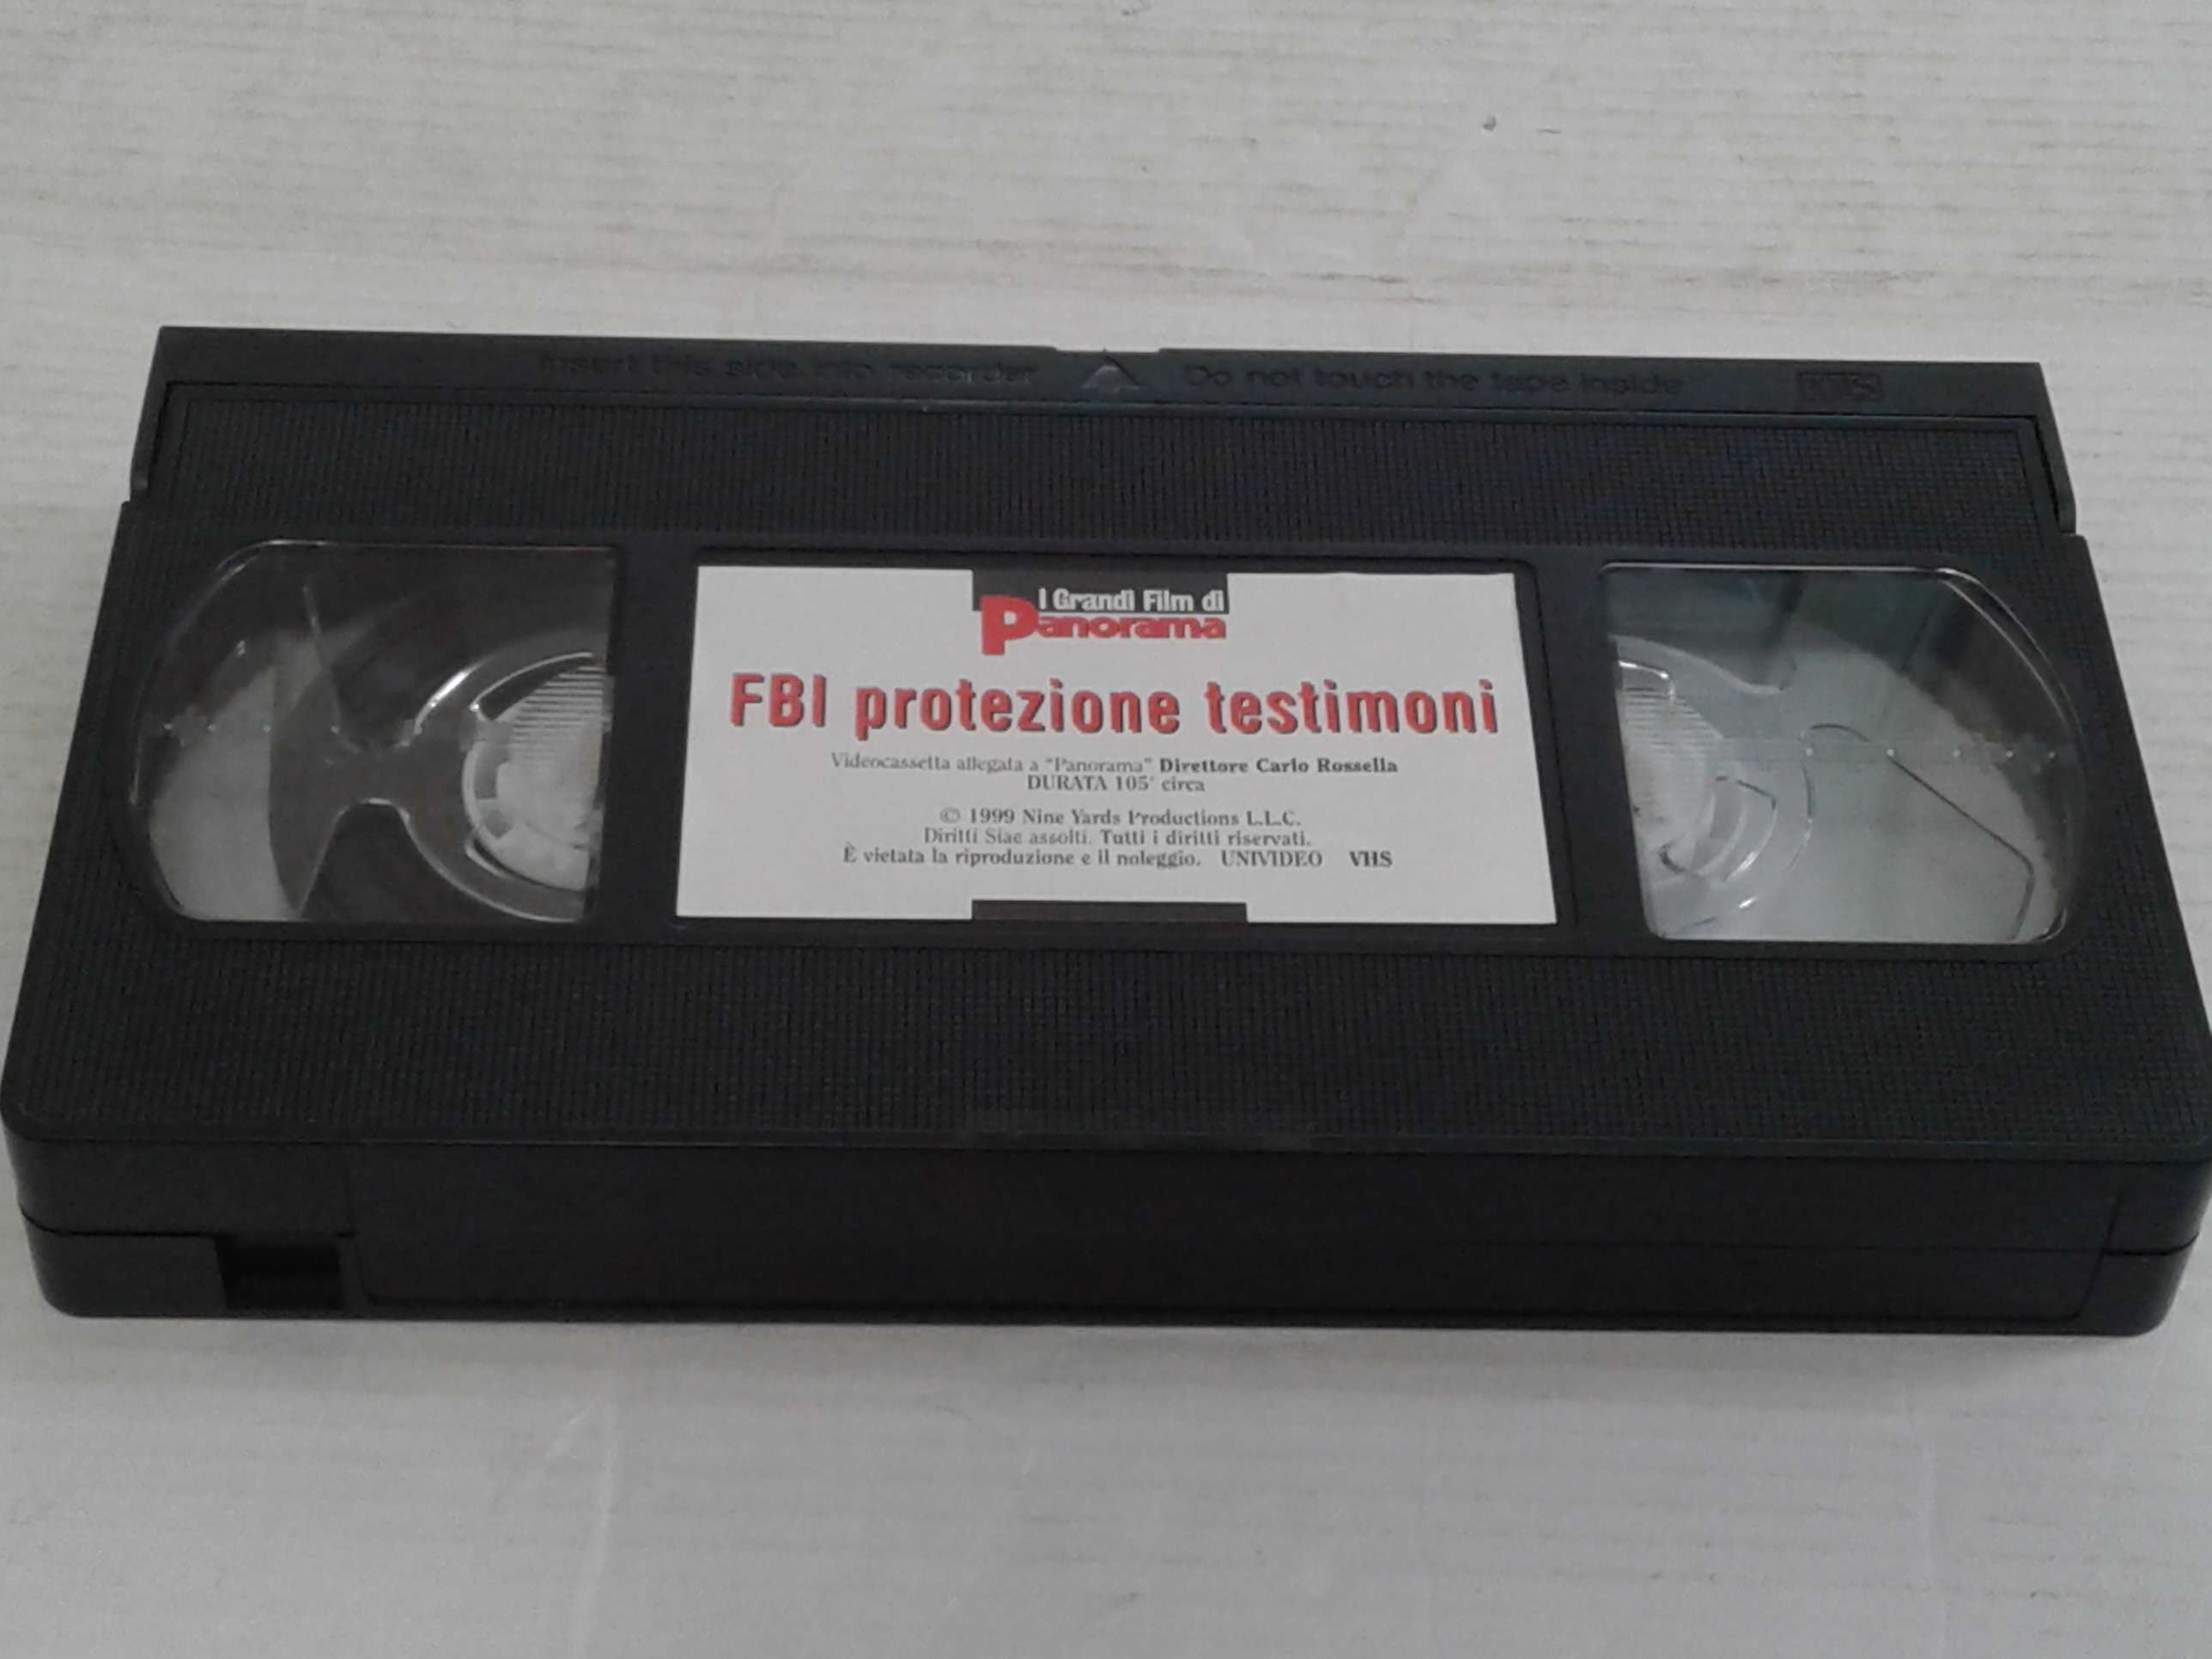 Insert this side into recorder
Do not touch the tape inside
VHS
I Grandi Film di
Panorama
FBI protezione testimoni
Videocassetta allegata a "Panorama" Direttore Carlo Rossella
DURATA 105' circa
© 1999 Nine Yards Productions L.L.C.
Diritti Siae assolti. Tutti i diritti riservati.
È vietata la riproduzione e il noleggio. UNIVIDEO VHS